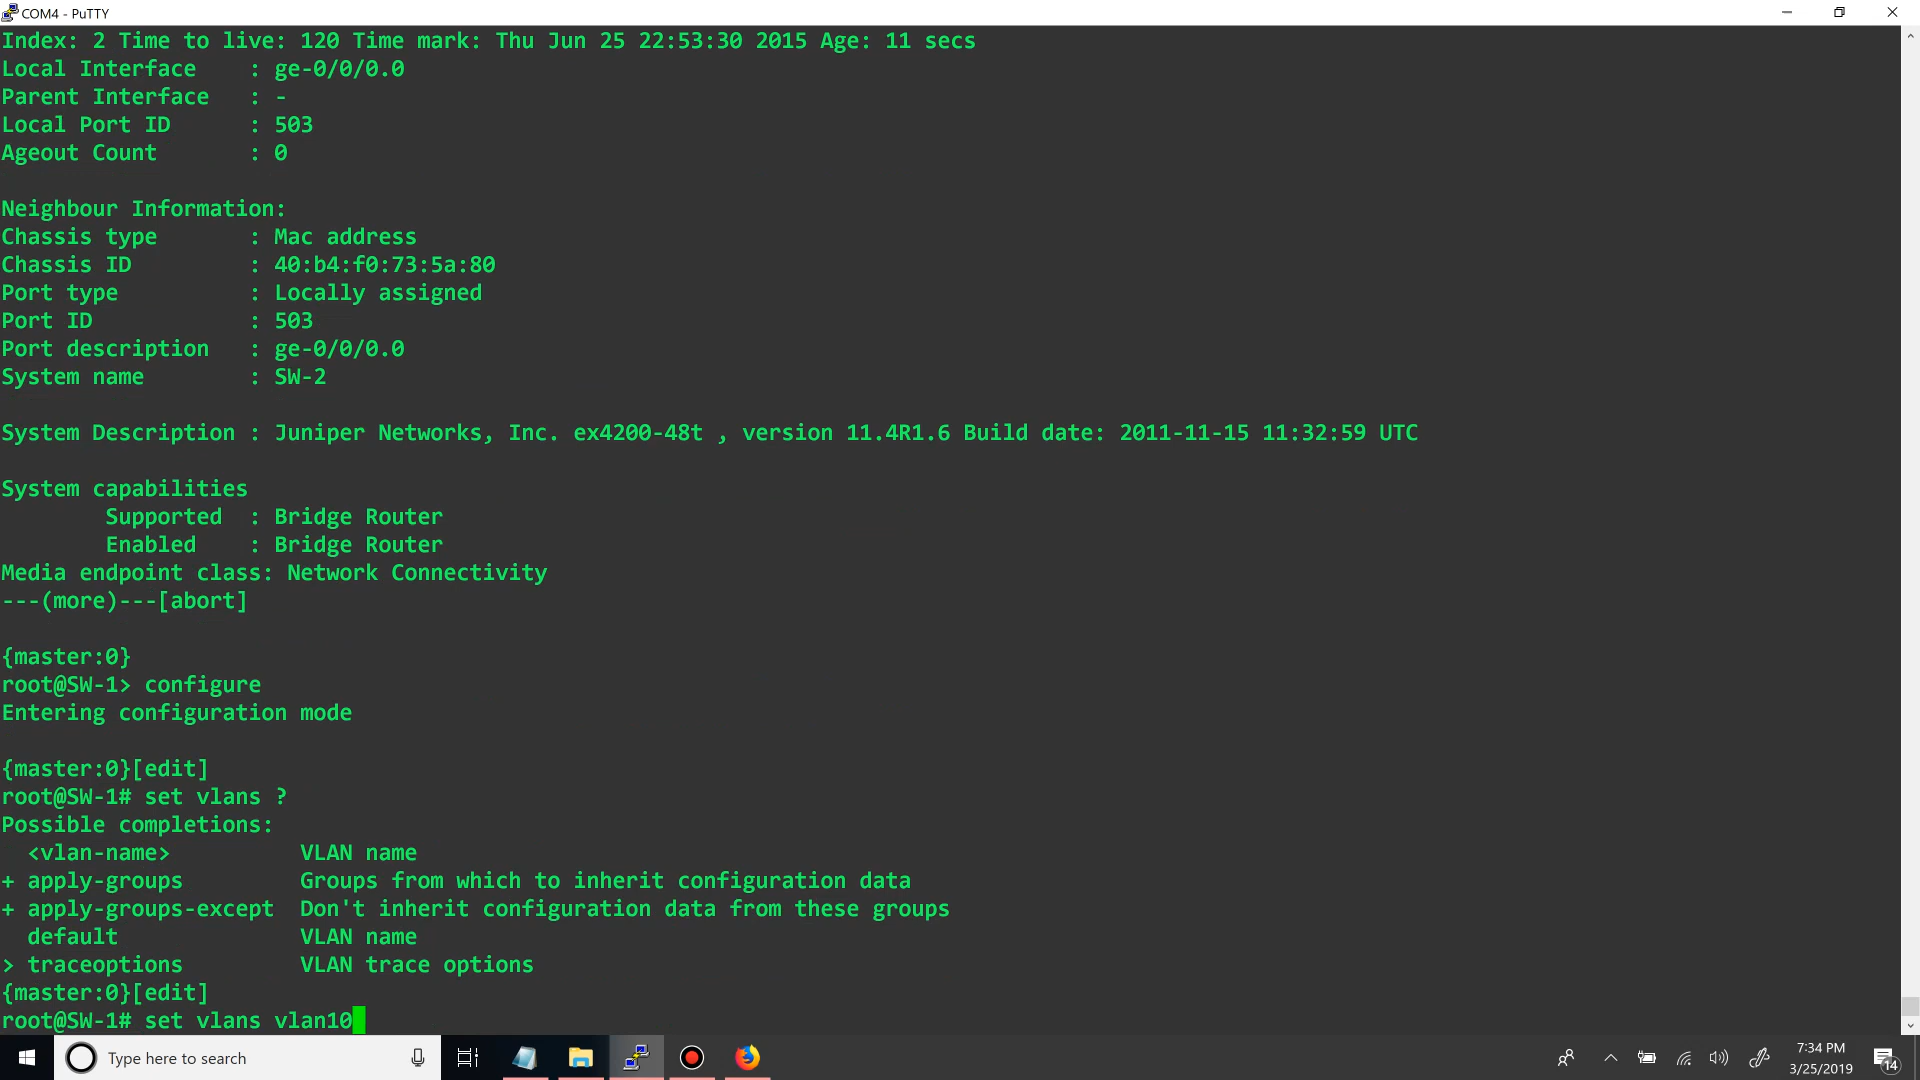 COM4 - PuTTY
Index: 2 Time to live: 120 Time mark: Thu Jun 25 22:53:30 2015 Age: 11 secs
Local Interface    : ge-0/0/0.0
Parent Interface   : -
Local Port ID      : 503
Ageout Count       : 0
Neighbour Information:
Chassis type       : Mac address
Chassis ID         : 40:b4:f0:73:5a:80
Port type          : Locally assigned
Port ID            : 503
Port description   : ge-0/0/0.0
System name        : SW-2
System Description : Juniper Networks, Inc. ex4200-48t , version 11.4R1.6 Build date: 2011-11-15 11:32:59 UTC
System capabilities
        Supported  : Bridge Router
        Enabled    : Bridge Router
Media endpoint class: Network Connectivity
---(more)---[abort]
{master:0}
root@SW-1> configure
Entering configuration mode
{master:0}[edit]
root@SW-1# set vlans ?
Possible completions:
  <vlan-name>          VLAN name
+ apply-groups         Groups from which to inherit configuration data
+ apply-groups-except  Don't inherit configuration data from these groups
  default              VLAN name
> traceoptions         VLAN trace options
{master:0}[edit]
root@SW-1# set vlans vlan10
Type here to search
7:34 PM
3/25/2019
14